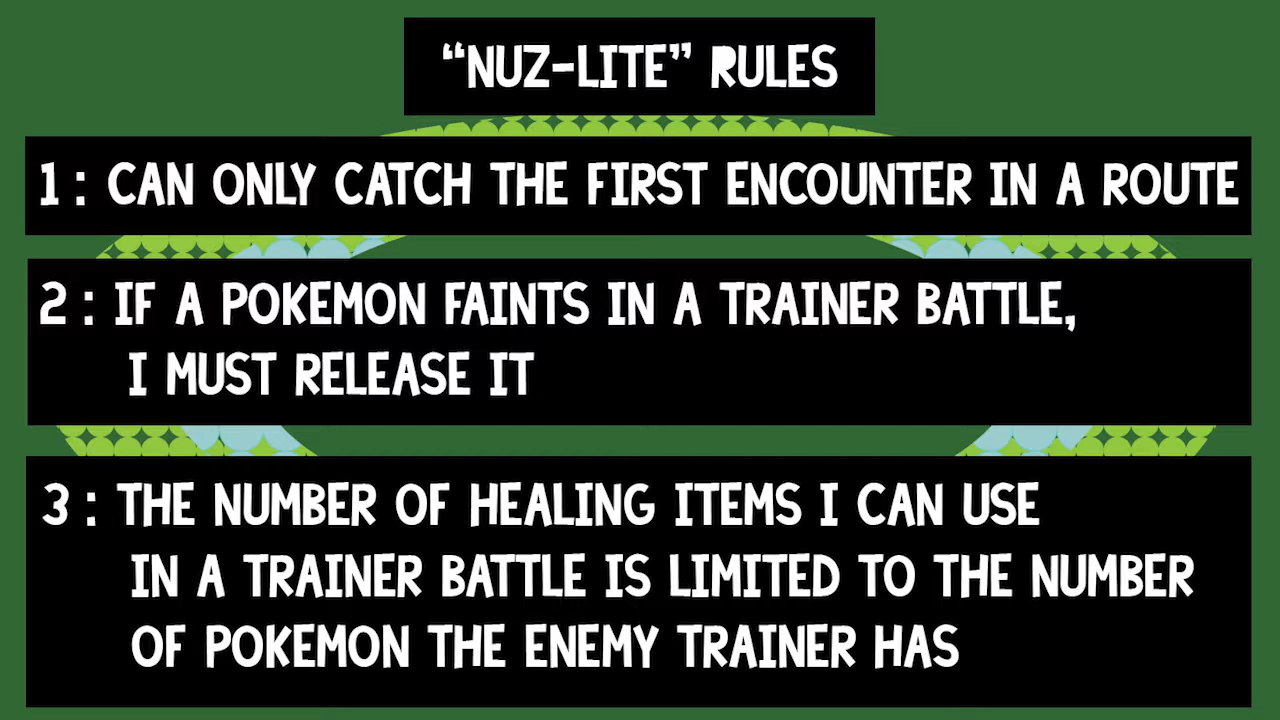 “NUZ-LITE” RULES
1 : CAN ONLY CATCH THE FIRST ENCOUNTER IN A ROUTE
2 : IF A POKEMON FAINTS IN A TRAINER BATTLE,
I MUST RELEASE IT
3 : THE NUMBER OF HEALING ITEMS I CAN USE
IN A TRAINER BATTLE IS LIMITED TO THE NUMBER
OF POKEMON THE ENEMY TRAINER HAS